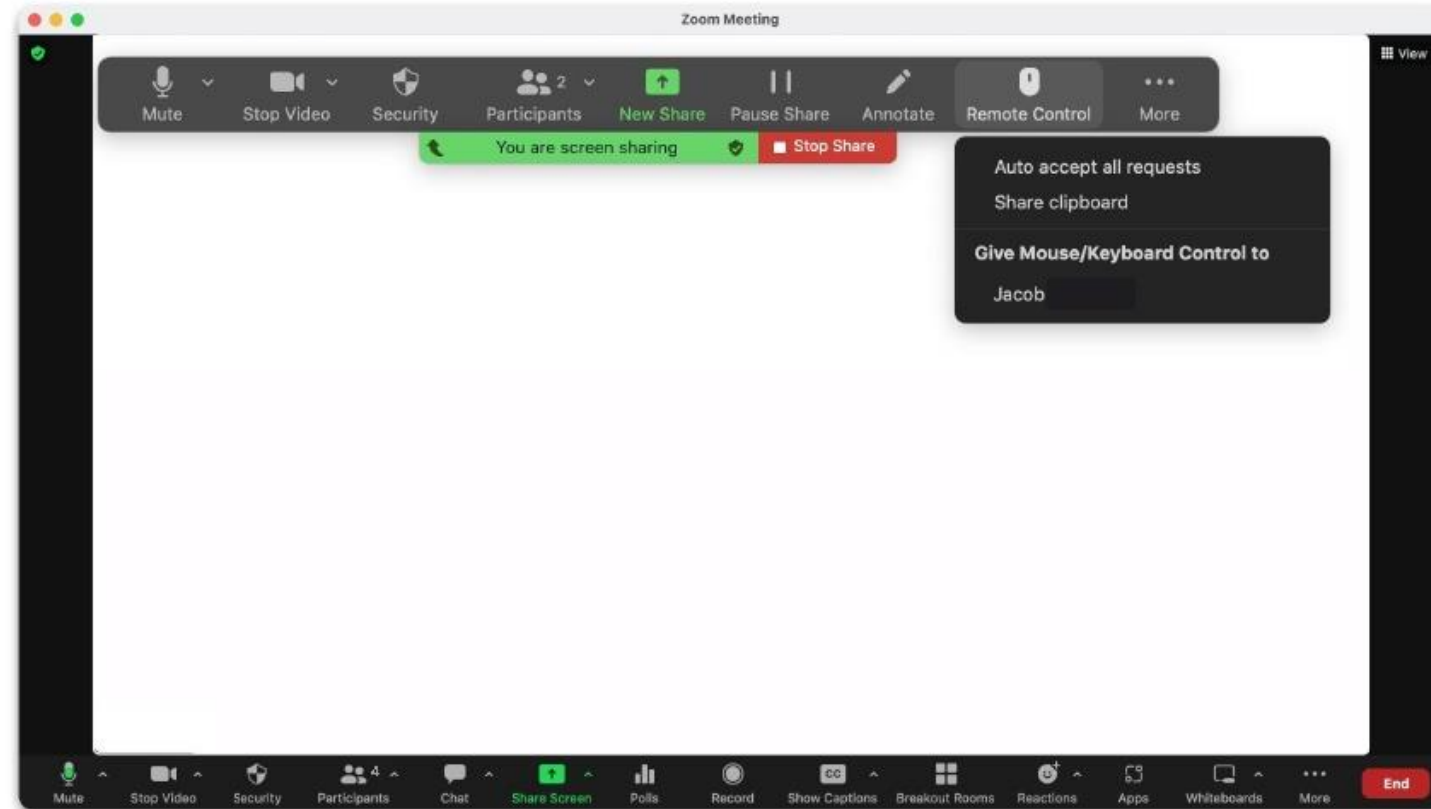 Zoom Meeting
View
Mute Stop Video Security Participants 2 New Share Pause Share Annotate Remote Control More
You are screen sharing Stop Share
Auto accept all requests
Share clipboard
Give Mouse/Keyboard Control to
Jacob
Mute Stop Video Security Participants 4 Chat Share Screen Polls Record CC Show Captions Breakout Rooms Reactions Apps Whiteboards More End